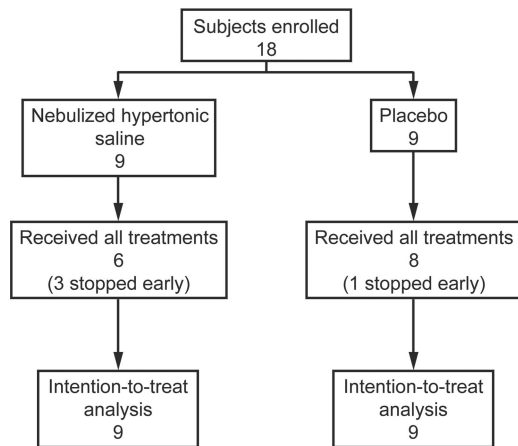 Subjects enrolled
18
Nebulized hypertonic
saline
9
Placebo
9
Received all treatments
6
(3 stopped early)
Received all treatments
8
(1 stopped early)
Intention-to-treat
analysis
9
Intention-to-treat
analysis
9